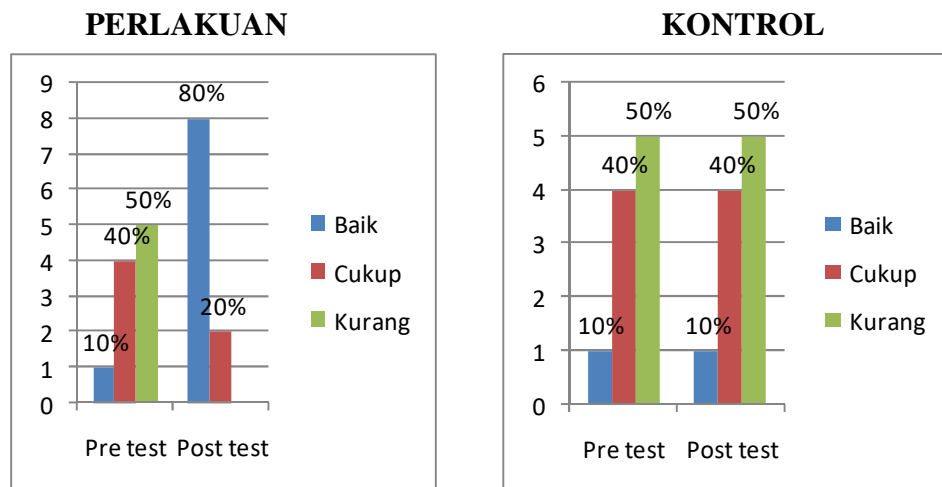 PERLAKUAN
9
8
7
6
5
4
3
2
1
0
80%
50%
40%
20%
10%
Pre test Post test
Baik
Cukup
Kurang
KONTROL
6
5
4
3
2
1
0
50% 50%
40% 40%
10% 10%
Pre test Post test
Baik
Cukup
Kurang